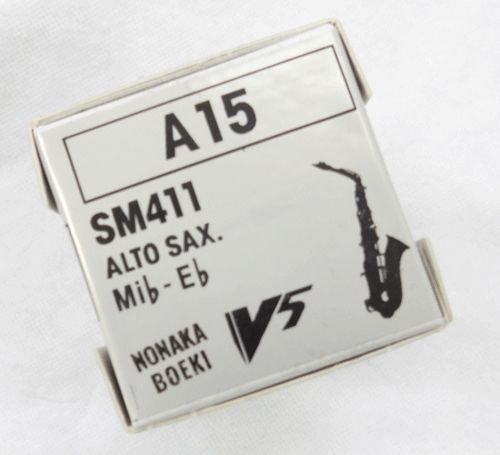 A15
SM411
ALTO SAX.
Mi♭-E♭
NONAKA
BOEKI
V5